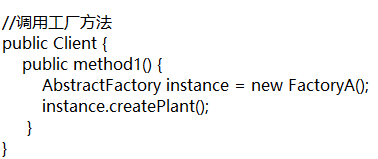 //调用工厂方法
public Client {
public method1() {
AbstractFactory instance = new FactoryA();
instance.createPlant();
}
}